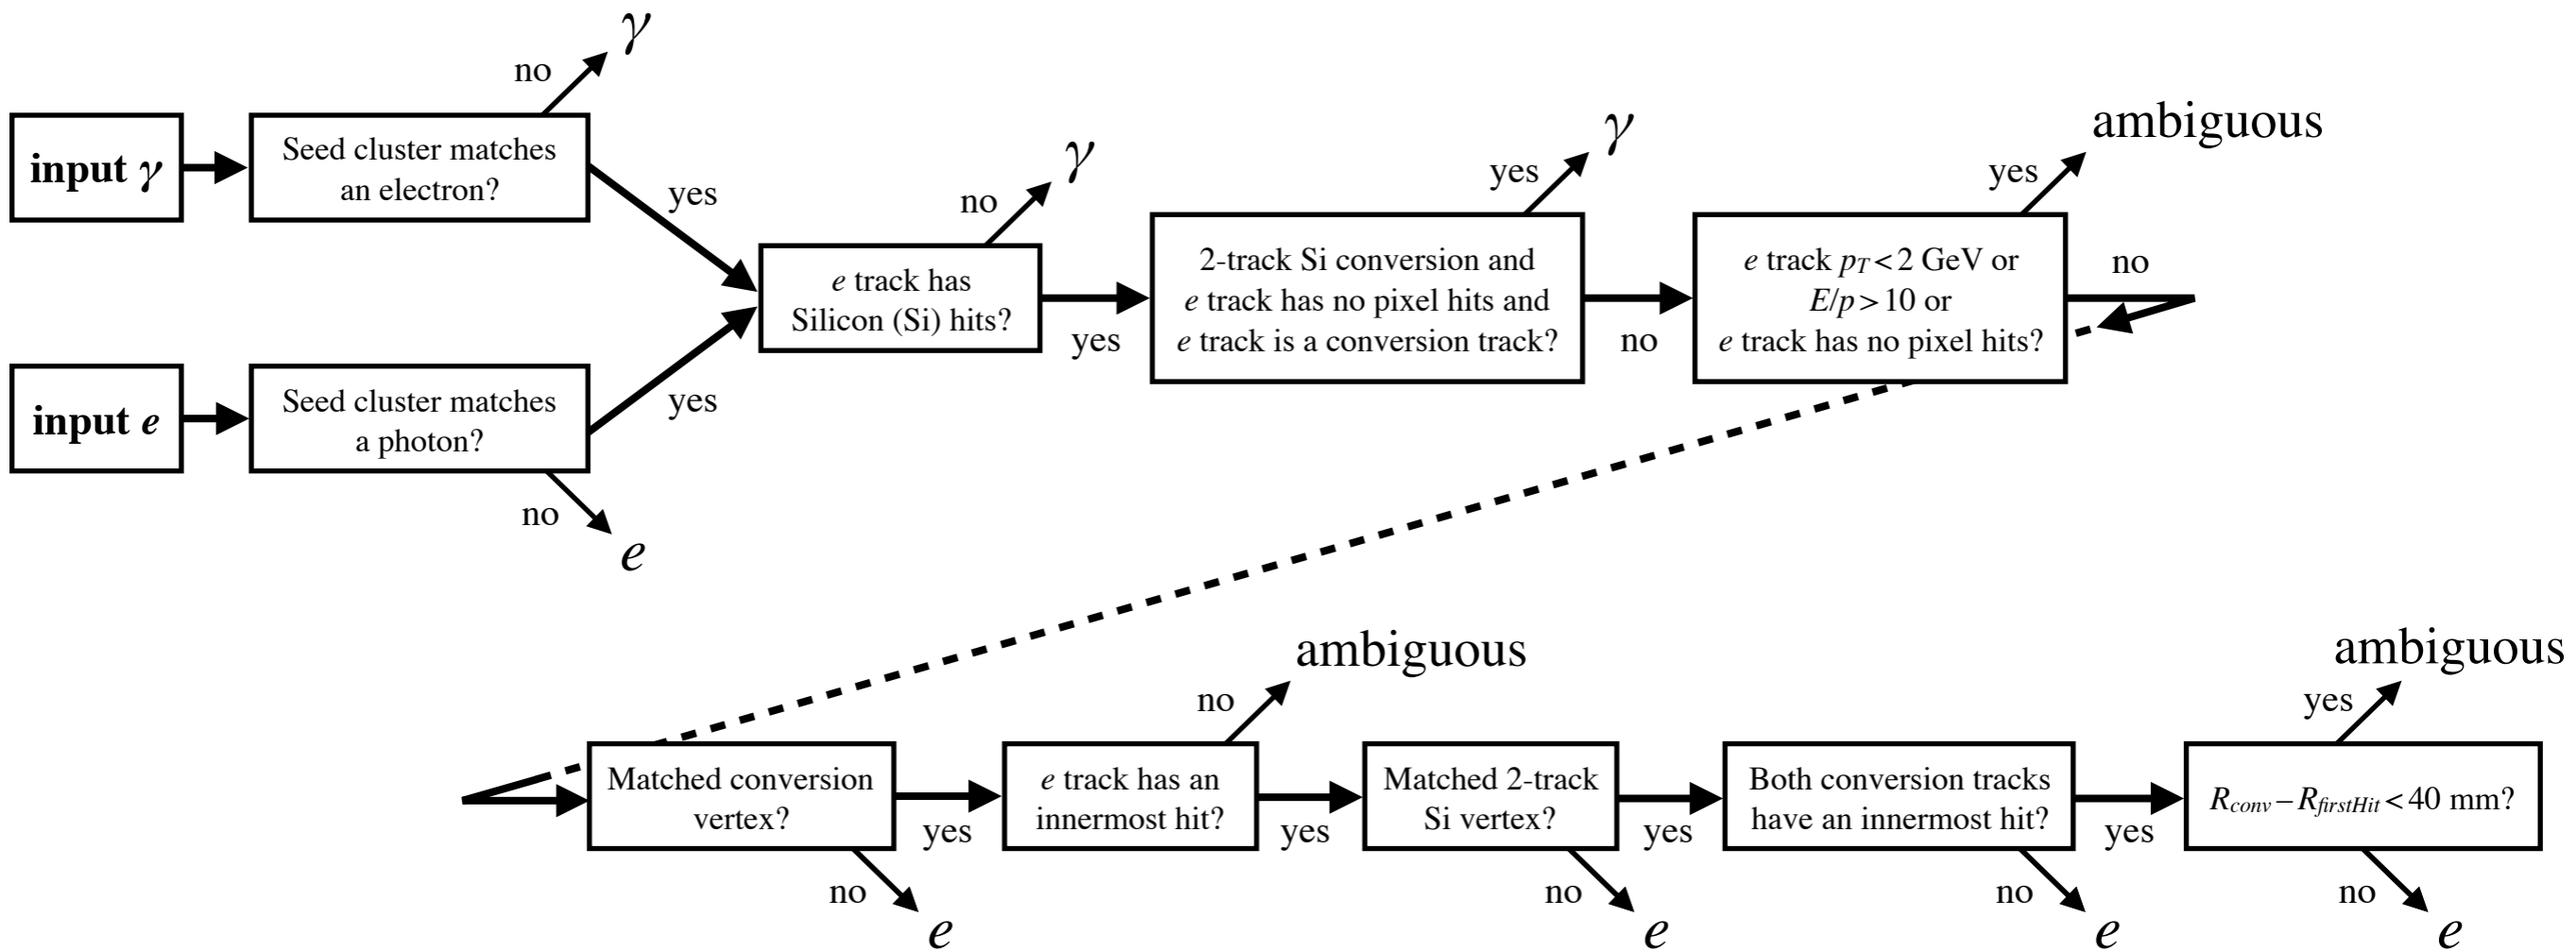 input γ
Seed cluster matches
an electron?
no
γ
yes
input e
Seed cluster matches
a photon?
no
e
yes
e track has
Silicon (Si) hits?
no
γ
yes
2-track Si conversion and
e track has no pixel hits and
e track is a conversion track?
yes
γ
no
e track pT < 2 GeV or
E/p > 10 or
e track has no pixel hits?
yes
ambiguous
no
Matched conversion
vertex?
no
e
yes
e track has an
innermost hit?
no
ambiguous
yes
Matched 2-track
Si vertex?
no
e
yes
Both conversion tracks
have an innermost hit?
no
e
yes
Rconv – RfirstHit < 40 mm?
yes
ambiguous
no
e